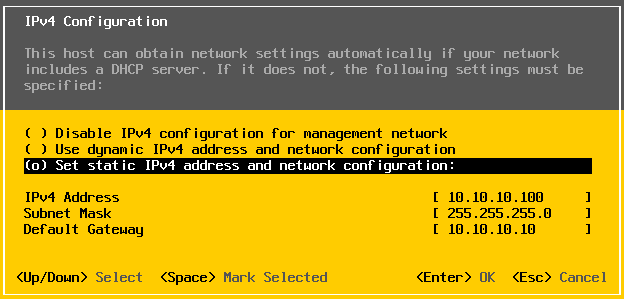 IPv4 Configuration
This host can obtain network settings automatically if your network
includes a DHCP server. If it does not, the following settings must be
specified:
( ) Disable IPv4 configuration for management network
( ) Use dynamic IPv4 address and network configuration
(o) Set static IPv4 address and network configuration:
IPv4 Address [ 10.10.10.100 ]
Subnet Mask [ 255.255.255.0 ]
Default Gateway [ 10.10.10.10 ]
<Up/Down> Select <Space> Mark Selected <Enter> OK <Esc> Cancel